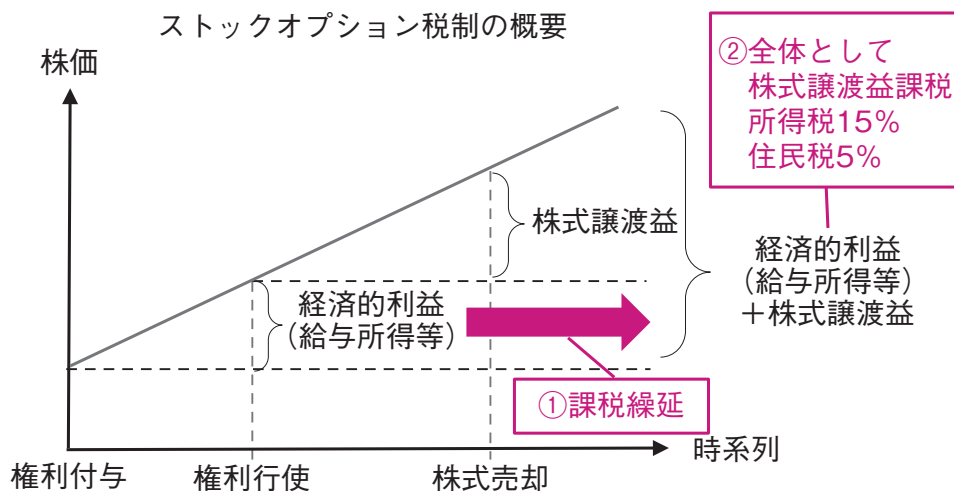 ストックオプション税制の概要
株価
②全体として
株式譲渡益課税
所得税15%
住民税5%
株式譲渡益
経済的利益
（給与所得等）
＋株式譲渡益
経済的利益
（給与所得等）
①課税繰延
時系列
権利付与
権利行使
株式売却